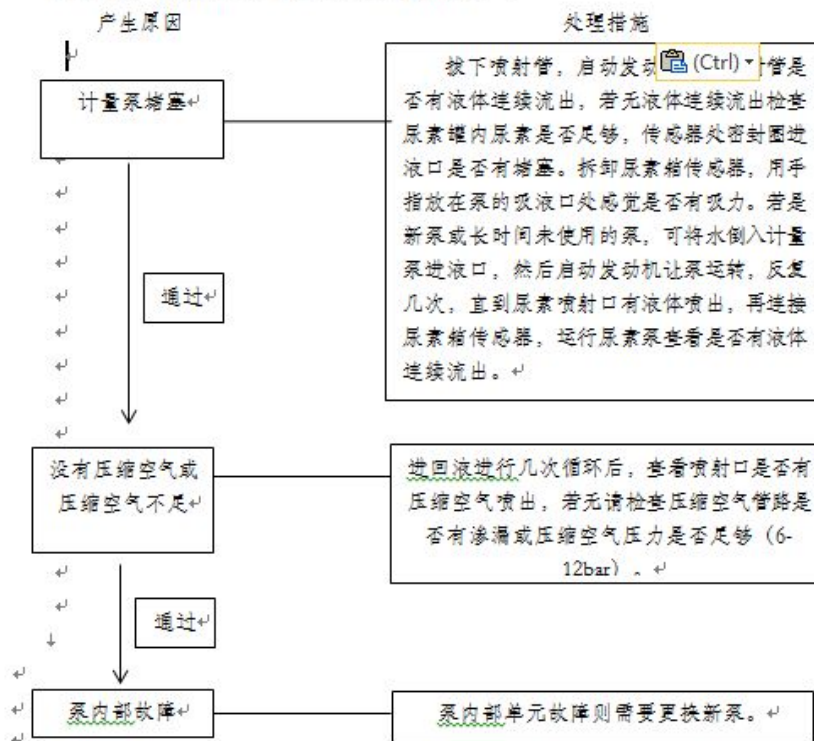 产生原因
处理措施
计量泵堵塞
拔下喷射管，启动发动 (Ctrl) 射管是
否有液体连续流出，若无液体连续流出检查
尿素罐内尿素是否足够，传感器处密封圈进
液口是否有堵塞。拆卸尿素箱传感器，用手
指放在泵的吸液口处感觉是否有吸力。若是
新泵或长时间未使用的泵，可将水倒入计量
泵进液口，然后启动发动机让泵运转，反复
几次，直到尿素喷射口有液体喷出，再连接
尿素箱传感器，运行尿素泵查看是否有液体
连续流出。
通过
没有压缩空气或
压缩空气不足
进回液进行几次循环后，查看喷射口是否有
压缩空气喷出，若无请检查压缩空气管路是
否有渗漏或压缩空气压力是否足够（6-
12bar）。
通过
泵内部故障
泵内部单元故障则需要更换新泵。